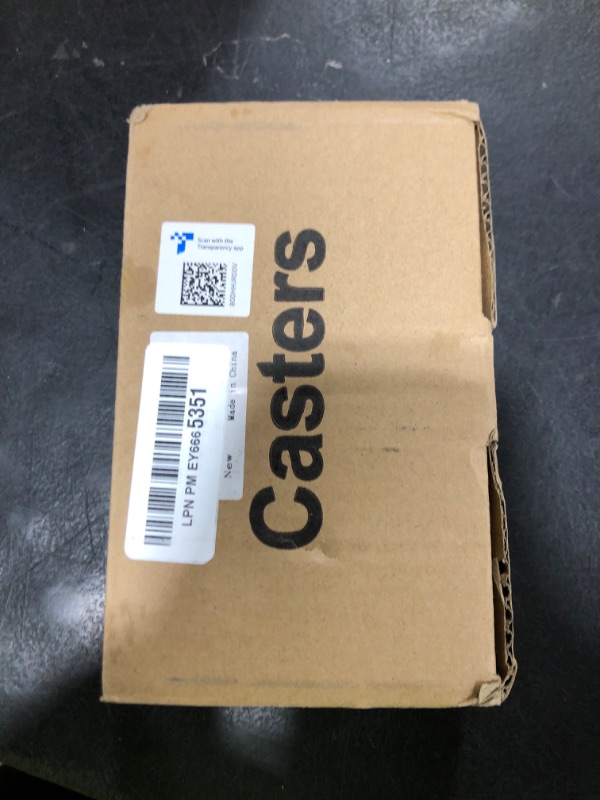 Scan with the
Transparency app
Casters
New Made in China
LPN PM EY6665351